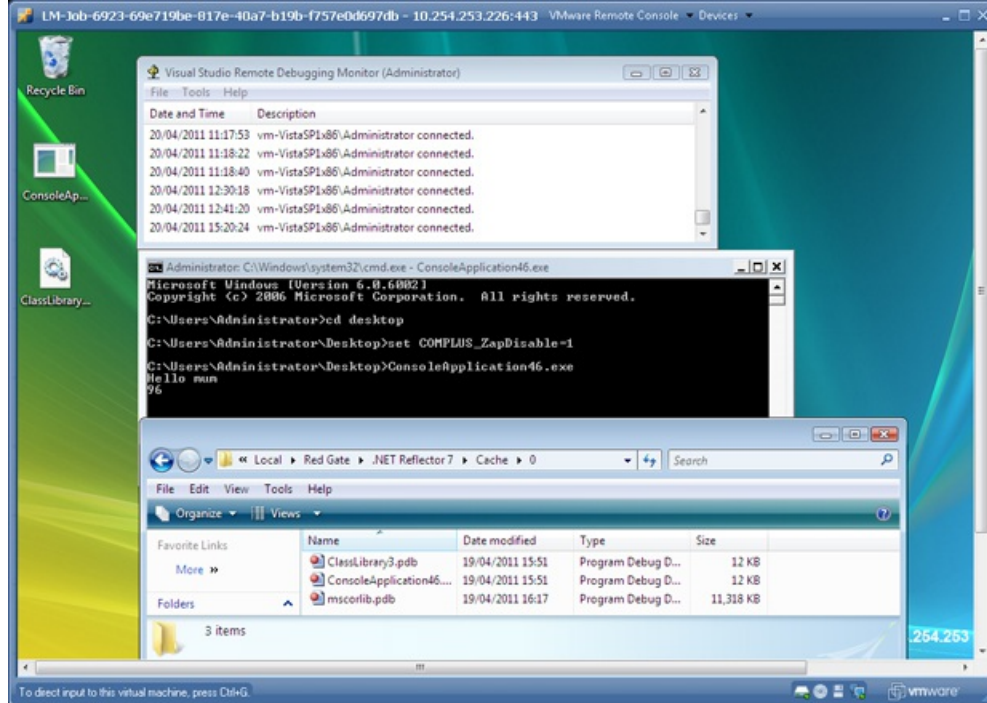 LM-Job-6923-69e719be-817e-40a7-b19b-f757e0d697db - 10.254.253.226:443 VMware Remote Console Devices
Recycle Bin
Visual Studio Remote Debugging Monitor (Administrator)
File Tools Help
Date and Time Description
20/04/2011 11:17:53 vm-VistaSP1x86\Administrator connected.
20/04/2011 11:18:22 vm-VistaSP1x86\Administrator connected.
20/04/2011 11:18:40 vm-VistaSP1x86\Administrator connected.
20/04/2011 12:30:18 vm-VistaSP1x86\Administrator connected.
20/04/2011 12:41:20 vm-VistaSP1x86\Administrator connected.
20/04/2011 15:20:24 vm-VistaSP1x86\Administrator connected.
ConsoleAp...
ClassLibrary...
Administrator: C:\Windows\system32\cmd.exe - ConsoleApplication46.exe
Microsoft Windows [Version 6.0.6002]
Copyright (c) 2006 Microsoft Corporation. All rights reserved.
C:\Users\Administrator>cd desktop
C:\Users\Administrator\Desktop>set COMPLUS_ZapDisable=1
C:\Users\Administrator\Desktop>ConsoleApplication46.exe
Hello mum
96
« Local Red Gate .NET Reflector 7 Cache 0 Search
File Edit View Tools Help
Organize Views
Favorite Links
More »
Folders
Name Date modified Type Size
ClassLibrary3.pdb 19/04/2011 15:51 Program Debug D... 12 KB
ConsoleApplication46.... 19/04/2011 15:51 Program Debug D... 12 KB
mscorlib.pdb 19/04/2011 16:17 Program Debug D... 11,318 KB
3 items
.254.253
To direct input to this virtual machine, press Ctrl+G.
vmware